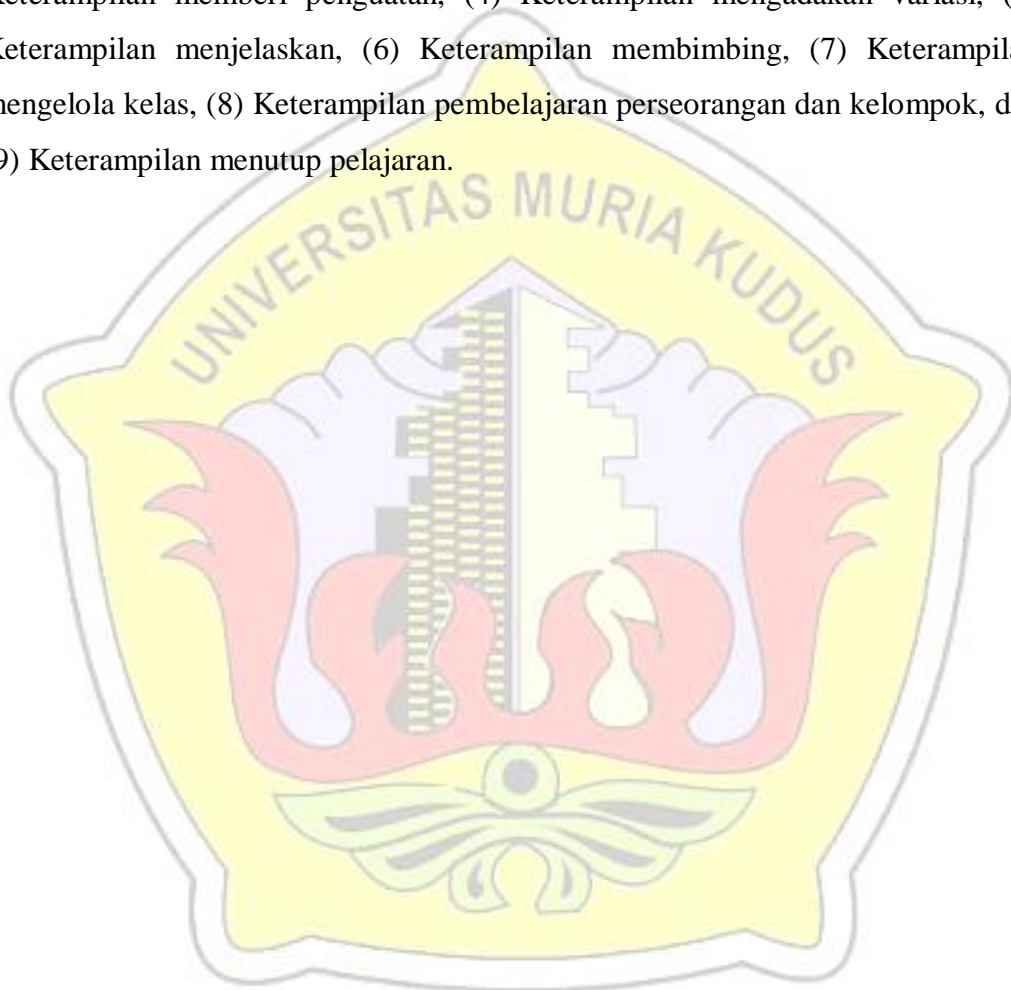 Keterampilan memberi penguatan, (4) Keterampilan mengadakan variasi,
Keterampilan menjelaskan, (6) Keterampilan membimbing, (7)
mengelola kelas, (8) Keterampilan pembelajaran perseorangan dan kelompok,
9) Keterampilan menutup pelajaran.
UNIVERSITAS MURIA KUDUS